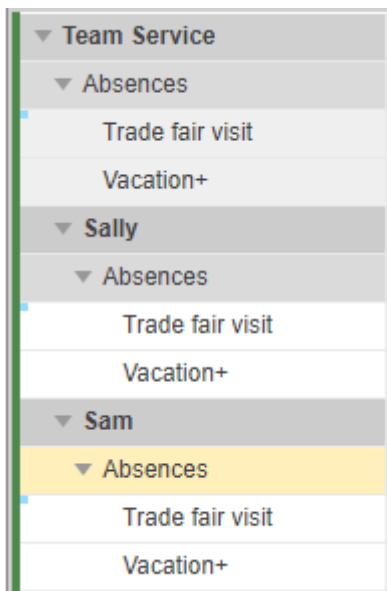 Team Service
Absences
Trade fair visit
Vacation+
Sally
Absences
Trade fair visit
Vacation+
Sam
Absences
Trade fair visit
Vacation+